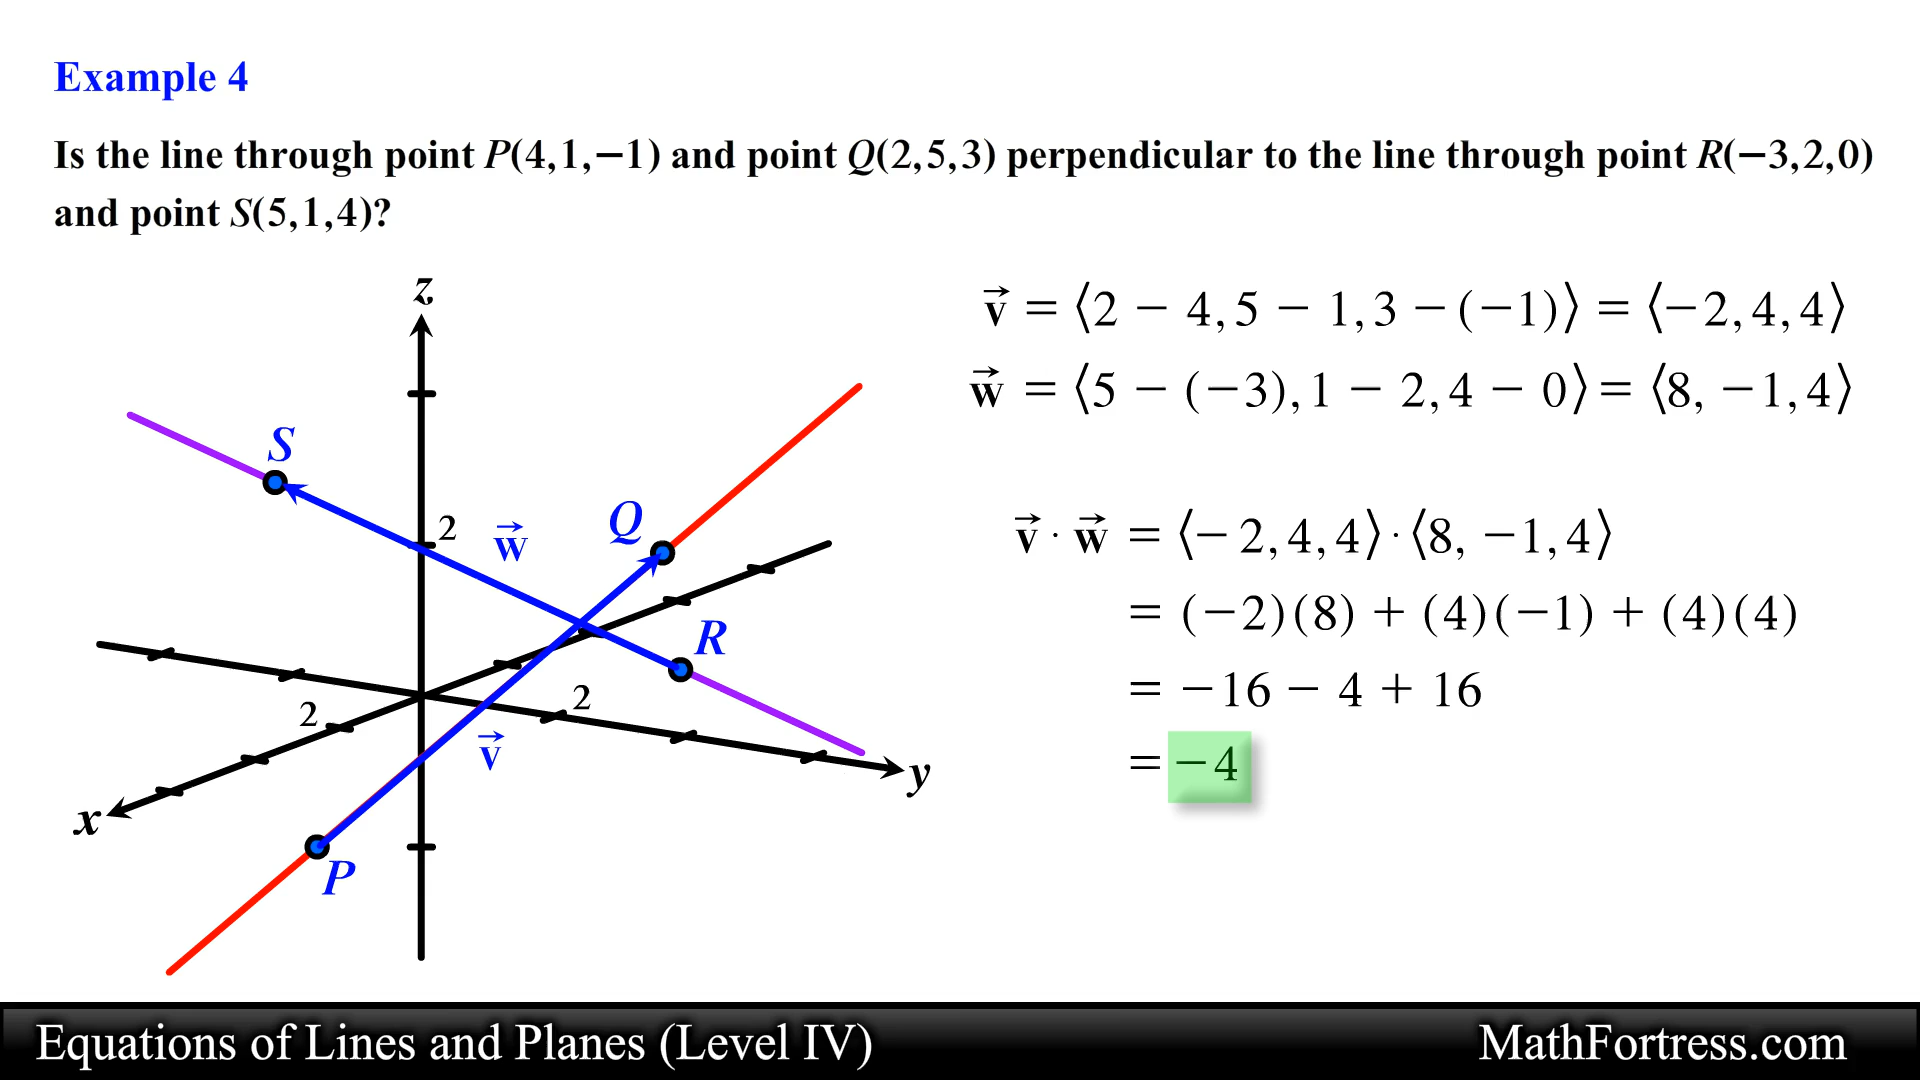 Example 4
Is the line through point P(4,1,−1) and point Q(2,5,3) perpendicular to the line through point R(−3,2,0)
and point S(5,1,4)?
z
v⃗ = ⟨2 − 4, 5 − 1, 3 − (−1)⟩ = ⟨−2, 4, 4⟩
w⃗ = ⟨5 − (−3), 1 − 2, 4 − 0⟩ = ⟨8, −1, 4⟩
S
2
w⃗
Q
v⃗ · w⃗ = ⟨−2, 4, 4⟩ · ⟨8, −1, 4⟩
= (−2)(8) + (4)(−1) + (4)(4)
R
2
2
= −16 − 4 + 16
v⃗
= −4
y
x
P
Equations of Lines and Planes (Level IV)
MathFortress.com